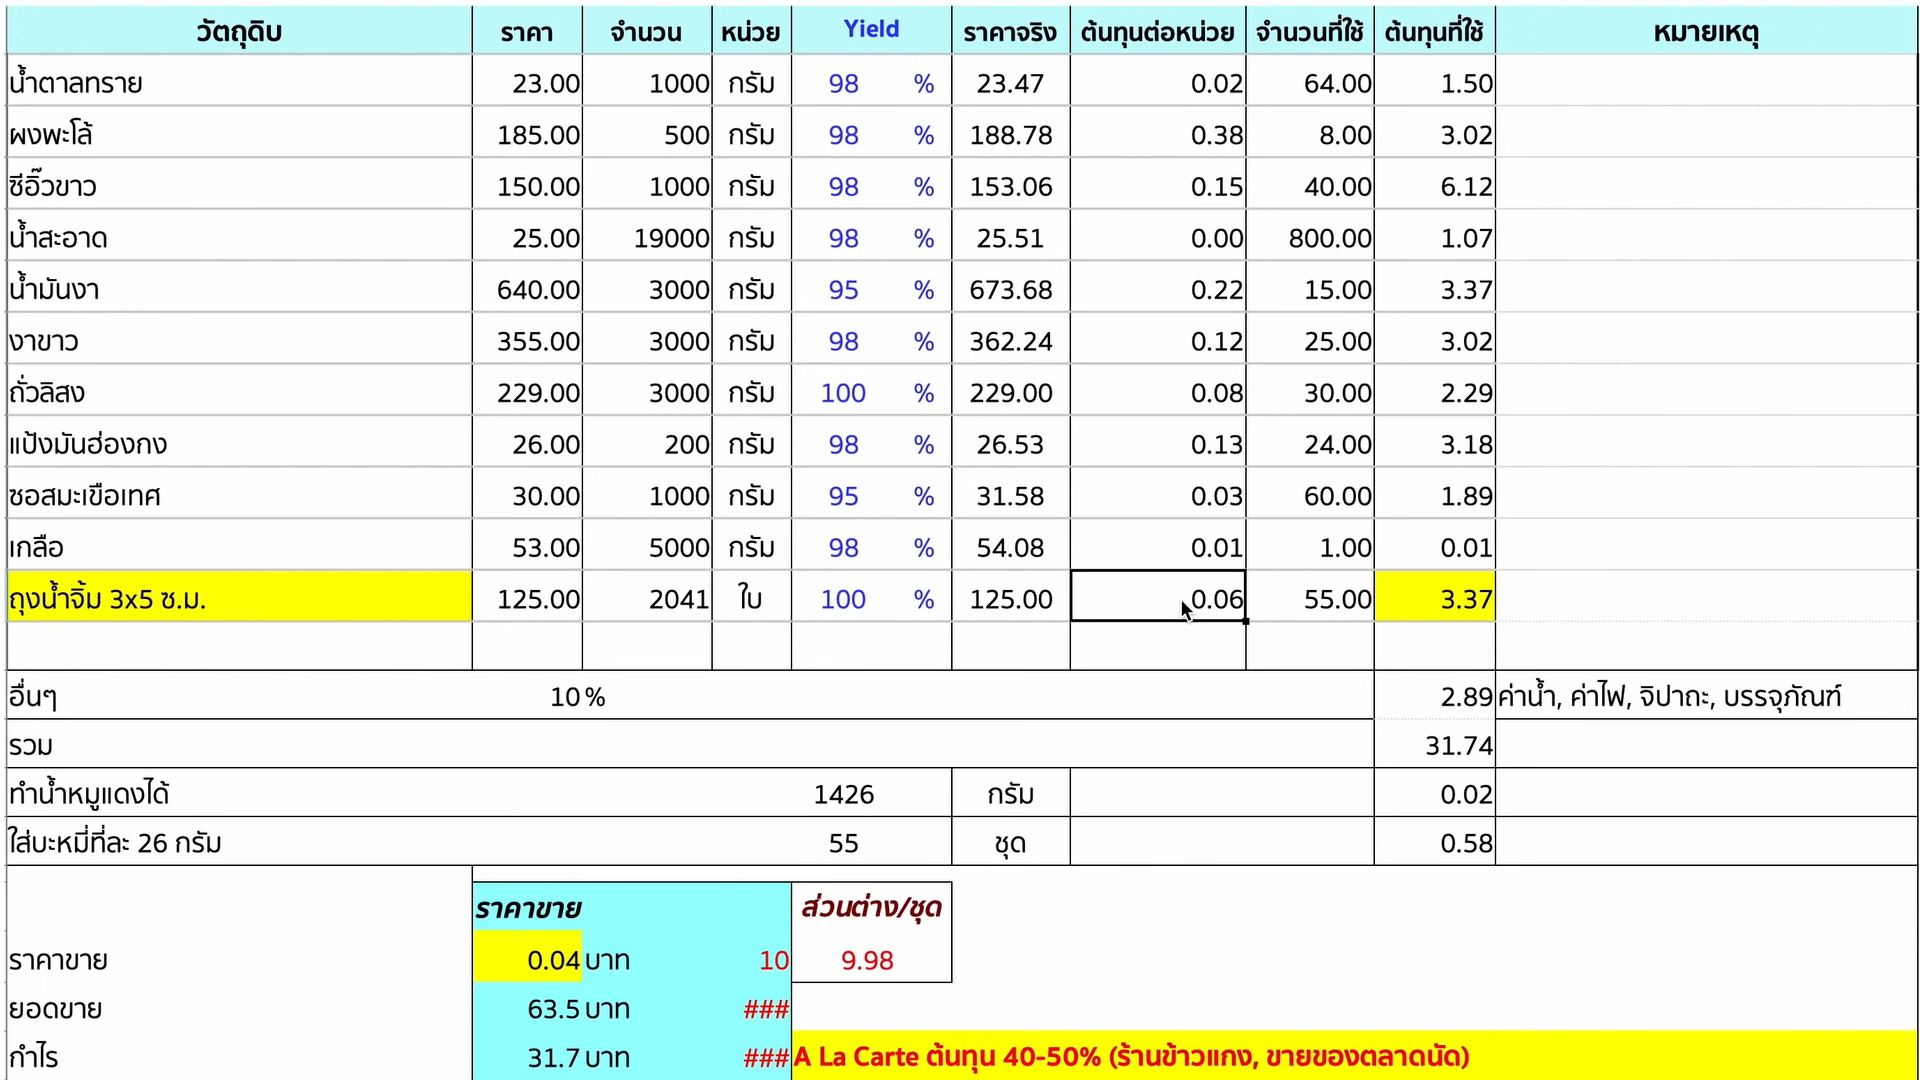 วัตถุดิบ ราคา จำนวน หน่วย Yield ราคาจริง ต้นทุนต่อหน่วย จำนวนที่ใช้ ต้นทุนที่ใช้ หมายเหตุ
น้ำตาลทราย 23.00 1000 กรัม 98 % 23.47 0.02 64.00 1.50
ผงพะโล้ 185.00 500 กรัม 98 % 188.78 0.38 8.00 3.02
ซีอิ๊วขาว 150.00 1000 กรัม 98 % 153.06 0.15 40.00 6.12
น้ำสะอาด 25.00 19000 กรัม 98 % 25.51 0.00 800.00 1.07
น้ำมันงา 640.00 3000 กรัม 95 % 673.68 0.22 15.00 3.37
งาขาว 355.00 3000 กรัม 98 % 362.24 0.12 25.00 3.02
ถั่วลิสง 229.00 3000 กรัม 100 % 229.00 0.08 30.00 2.29
แป้งมันฮ่องกง 26.00 200 กรัม 98 % 26.53 0.13 24.00 3.18
ซอสมะเขือเทศ 30.00 1000 กรัม 95 % 31.58 0.03 60.00 1.89
เกลือ 53.00 5000 กรัม 98 % 54.08 0.01 1.00 0.01
ถุงน้ำจิ้ม 3x5 ซ.ม. 125.00 2041 ใบ 100 % 125.00 0.06 55.00 3.37
อื่นๆ 10 % 2.89 ค่าน้ำ, ค่าไฟ, จิปาถะ, บรรจุภัณฑ์
รวม 31.74
ทำน้ำหมูแดงได้ 1426 กรัม 0.02
ใส่บะหมี่ที่ละ 26 กรัม 55 ชุด 0.58
ราคาขาย ส่วนต่าง/ชุด
ราคาขาย 0.04 บาท 10 9.98
ยอดขาย 63.5 บาท ###
กำไร 31.7 บาท ### A La Carte ต้นทุน 40-50% (ร้านข้าวแกง, ขายของตลาดนัด)